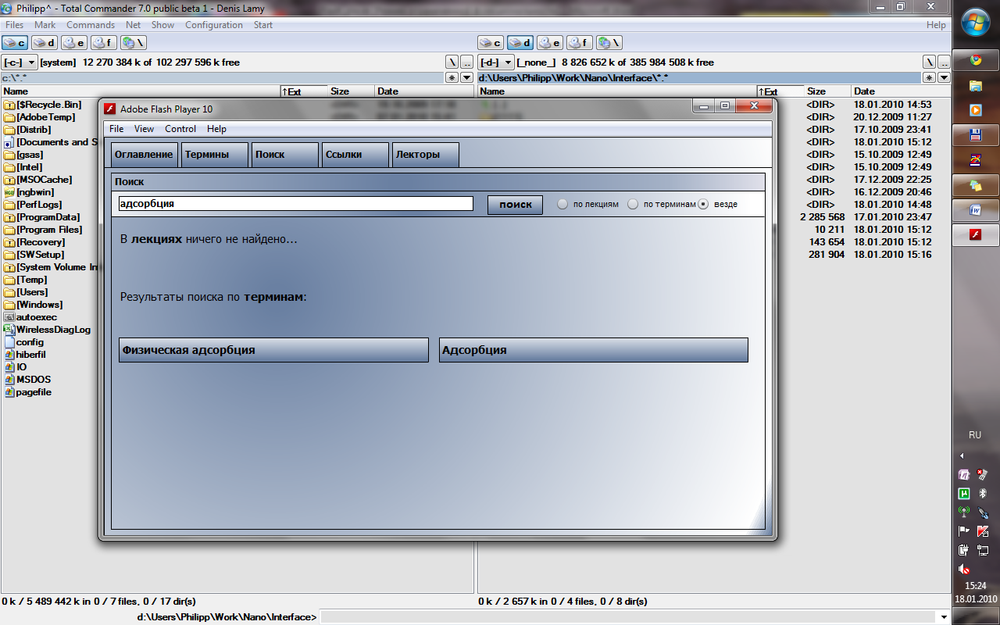 Philipp^ - Total Commander 7.0 public beta 1 - Denis Lamy
Files Mark Commands Net Show Configuration Start Help
c d e f \
c d e f \
[-c-] [system] 12 270 384 k of 102 297 596 k free \ ..
[-d-] [_none_] 8 826 652 k of 385 984 508 k free \ ..
c:\*.*
d:\Users\Philipp\Work\Nano\Interface\*.*
Name ↑Ext Size Date
Name ↑Ext Size Date
[$Recycle.Bin]
[AdobeTemp]
[Distrib]
[Documents and S
[gsas]
[Intel]
[MSOCache]
[ngbwin]
[PerfLogs]
[ProgramData]
[Program Files]
[Recovery]
[SWSetup]
[System Volume In
[Temp]
[Users]
[Windows]
autoexec
WirelessDiagLog
config
hiberfil
IO
MSDOS
pagefile
Adobe Flash Player 10
File View Control Help
Оглавление Термины Поиск Ссылки Лекторы
Поиск
адсорбция поиск по лекциям по терминам везде
В лекциях ничего не найдено...
Результаты поиска по терминам:
Физическая адсорбция Адсорбция
<DIR> 18.01.2010 14:53
<DIR> 20.12.2009 11:27
<DIR> 17.10.2009 23:41
<DIR> 18.01.2010 15:12
<DIR> 15.10.2009 12:49
<DIR> 15.10.2009 12:49
<DIR> 17.12.2009 22:25
<DIR> 16.12.2009 20:46
<DIR> 18.01.2010 14:48
2 285 568 17.01.2010 23:47
10 211 18.01.2010 15:12
143 654 18.01.2010 15:12
281 904 18.01.2010 15:16
0 k / 5 489 442 k in 0 / 7 files, 0 / 17 dir(s)
0 k / 2 657 k in 0 / 4 files, 0 / 8 dir(s)
d:\Users\Philipp\Work\Nano\Interface>
RU
15:24
18.01.2010